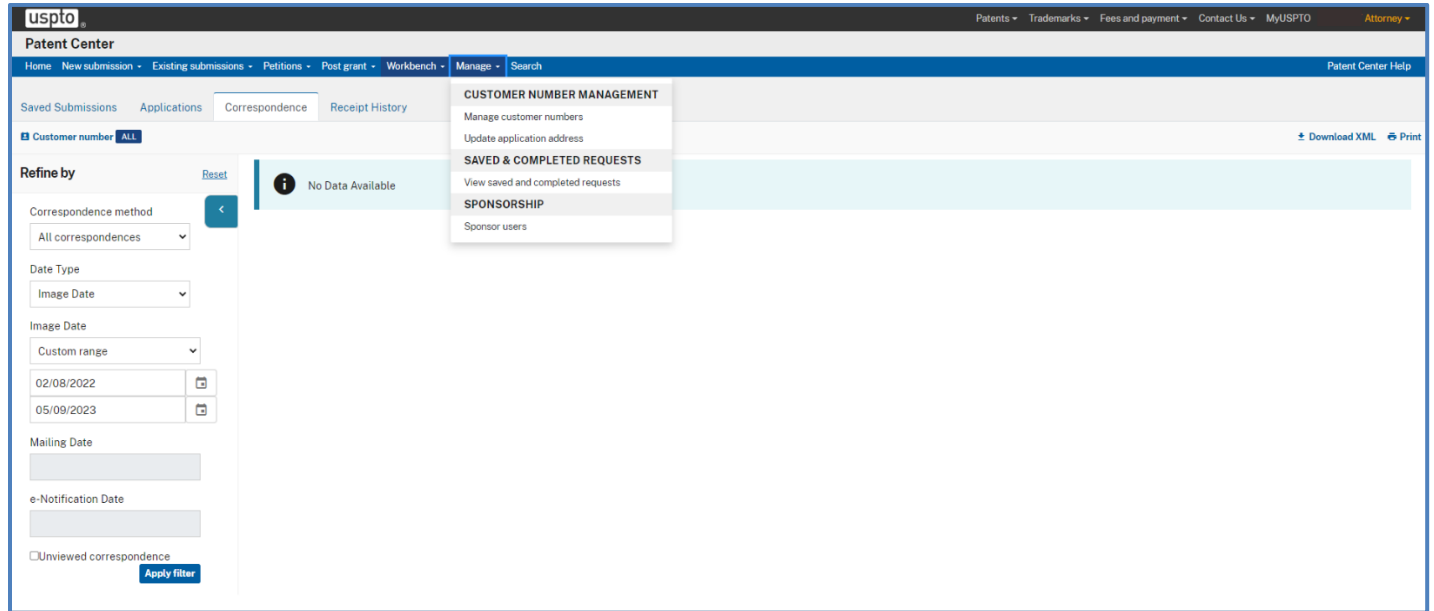 uspto® Patents Trademarks Fees and payment Contact Us MyUSPTO Attorney
Patent Center
Home New submission Existing submissions Petitions Post grant Workbench Manage Search Patent Center Help
Saved Submissions Applications Correspondence Receipt History
Customer number ALL Download XML Print
Refine by Reset
Correspondence method
All correspondences
Date Type
Image Date
Image Date
Custom range
02/08/2022
05/09/2023
Mailing Date
e-Notification Date
Unviewed correspondence
Apply filter
No Data Available
CUSTOMER NUMBER MANAGEMENT
Manage customer numbers
Update application address
SAVED & COMPLETED REQUESTS
View saved and completed requests
SPONSORSHIP
Sponsor users